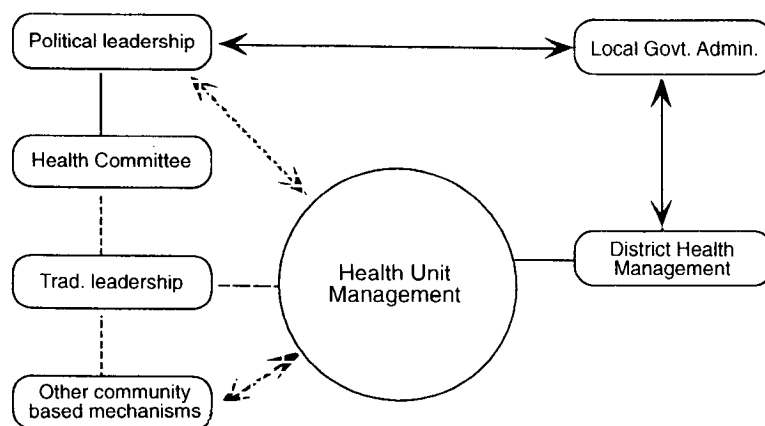 Political leadership
Local Govt. Admin.
Health Committee
Trad. leadership
Health Unit
Management
District Health
Management
Other community
based mechanisms